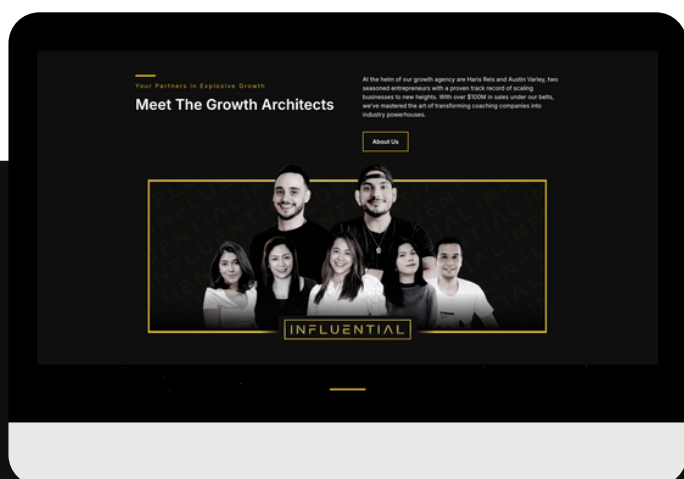 Your Partners in Explosive Growth
Meet The Growth Architects
At the helm of our growth agency are Haris Reis and Austin Varley, two
seasoned entrepreneurs with a proven track record of scaling
businesses to new heights. With over $100M in sales under our belts,
we've mastered the art of transforming coaching companies into
industry powerhouses.
About Us
INFLUENTIAL